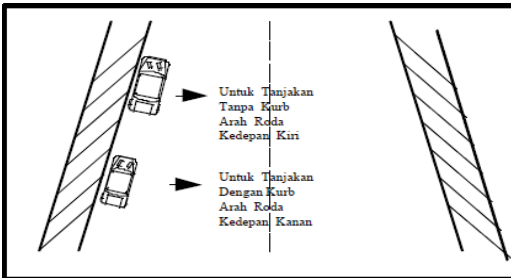 Untuk Tanjakan
Tanpa Kurb
Arah Roda
Kedepan Kiri
Untuk Tanjakan
Dengan Kurb
Arah Roda
Kedepan Kanan